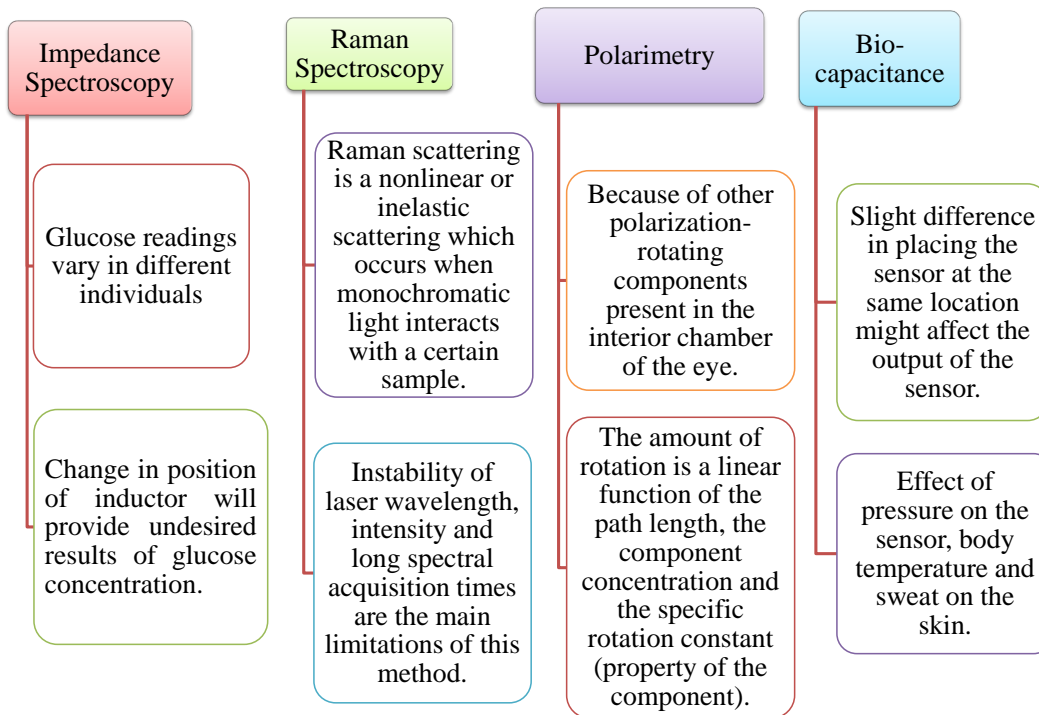 Impedance
Spectroscopy
Glucose readings
vary in different
individuals
Change in position
of inductor will
provide undesired
results of glucose
concentration.
Raman
Spectroscopy
Raman scattering
is a nonlinear or
inelastic
scattering which
occurs when
monochromatic
light interacts
with a certain
sample.
Instability of
laser wavelength,
intensity and
long spectral
acquisition times
are the main
limitations of this
method.
Polarimetry
Because of other
polarization-
rotating
components
present in the
interior chamber
of the eye.
The amount of
rotation is a linear
function of the
path length, the
component
concentration and
the specific
rotation constant
(property of the
component).
Bio-
capacitance
Slight difference
in placing the
sensor at the
same location
might affect the
output of the
sensor.
Effect of
pressure on the
sensor, body
temperature and
sweat on the
skin.